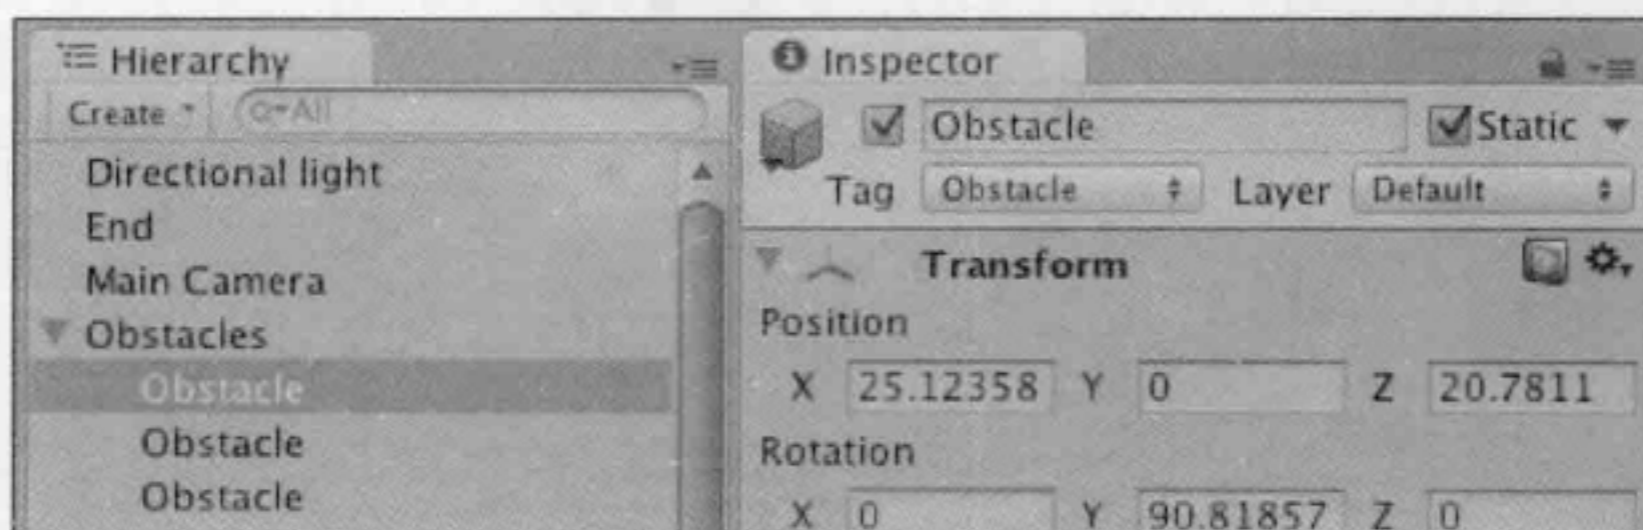 Hierarchy
Create
All
Directional light
End
Main Camera
Obstacles
Obstacle
Obstacle
Obstacle
Inspector
Obstacle
Static
Tag Obstacle Layer Default
Transform
Position
X 25.12358 Y 0 Z 20.7811
Rotation
X 0 Y 90.81857 Z 0